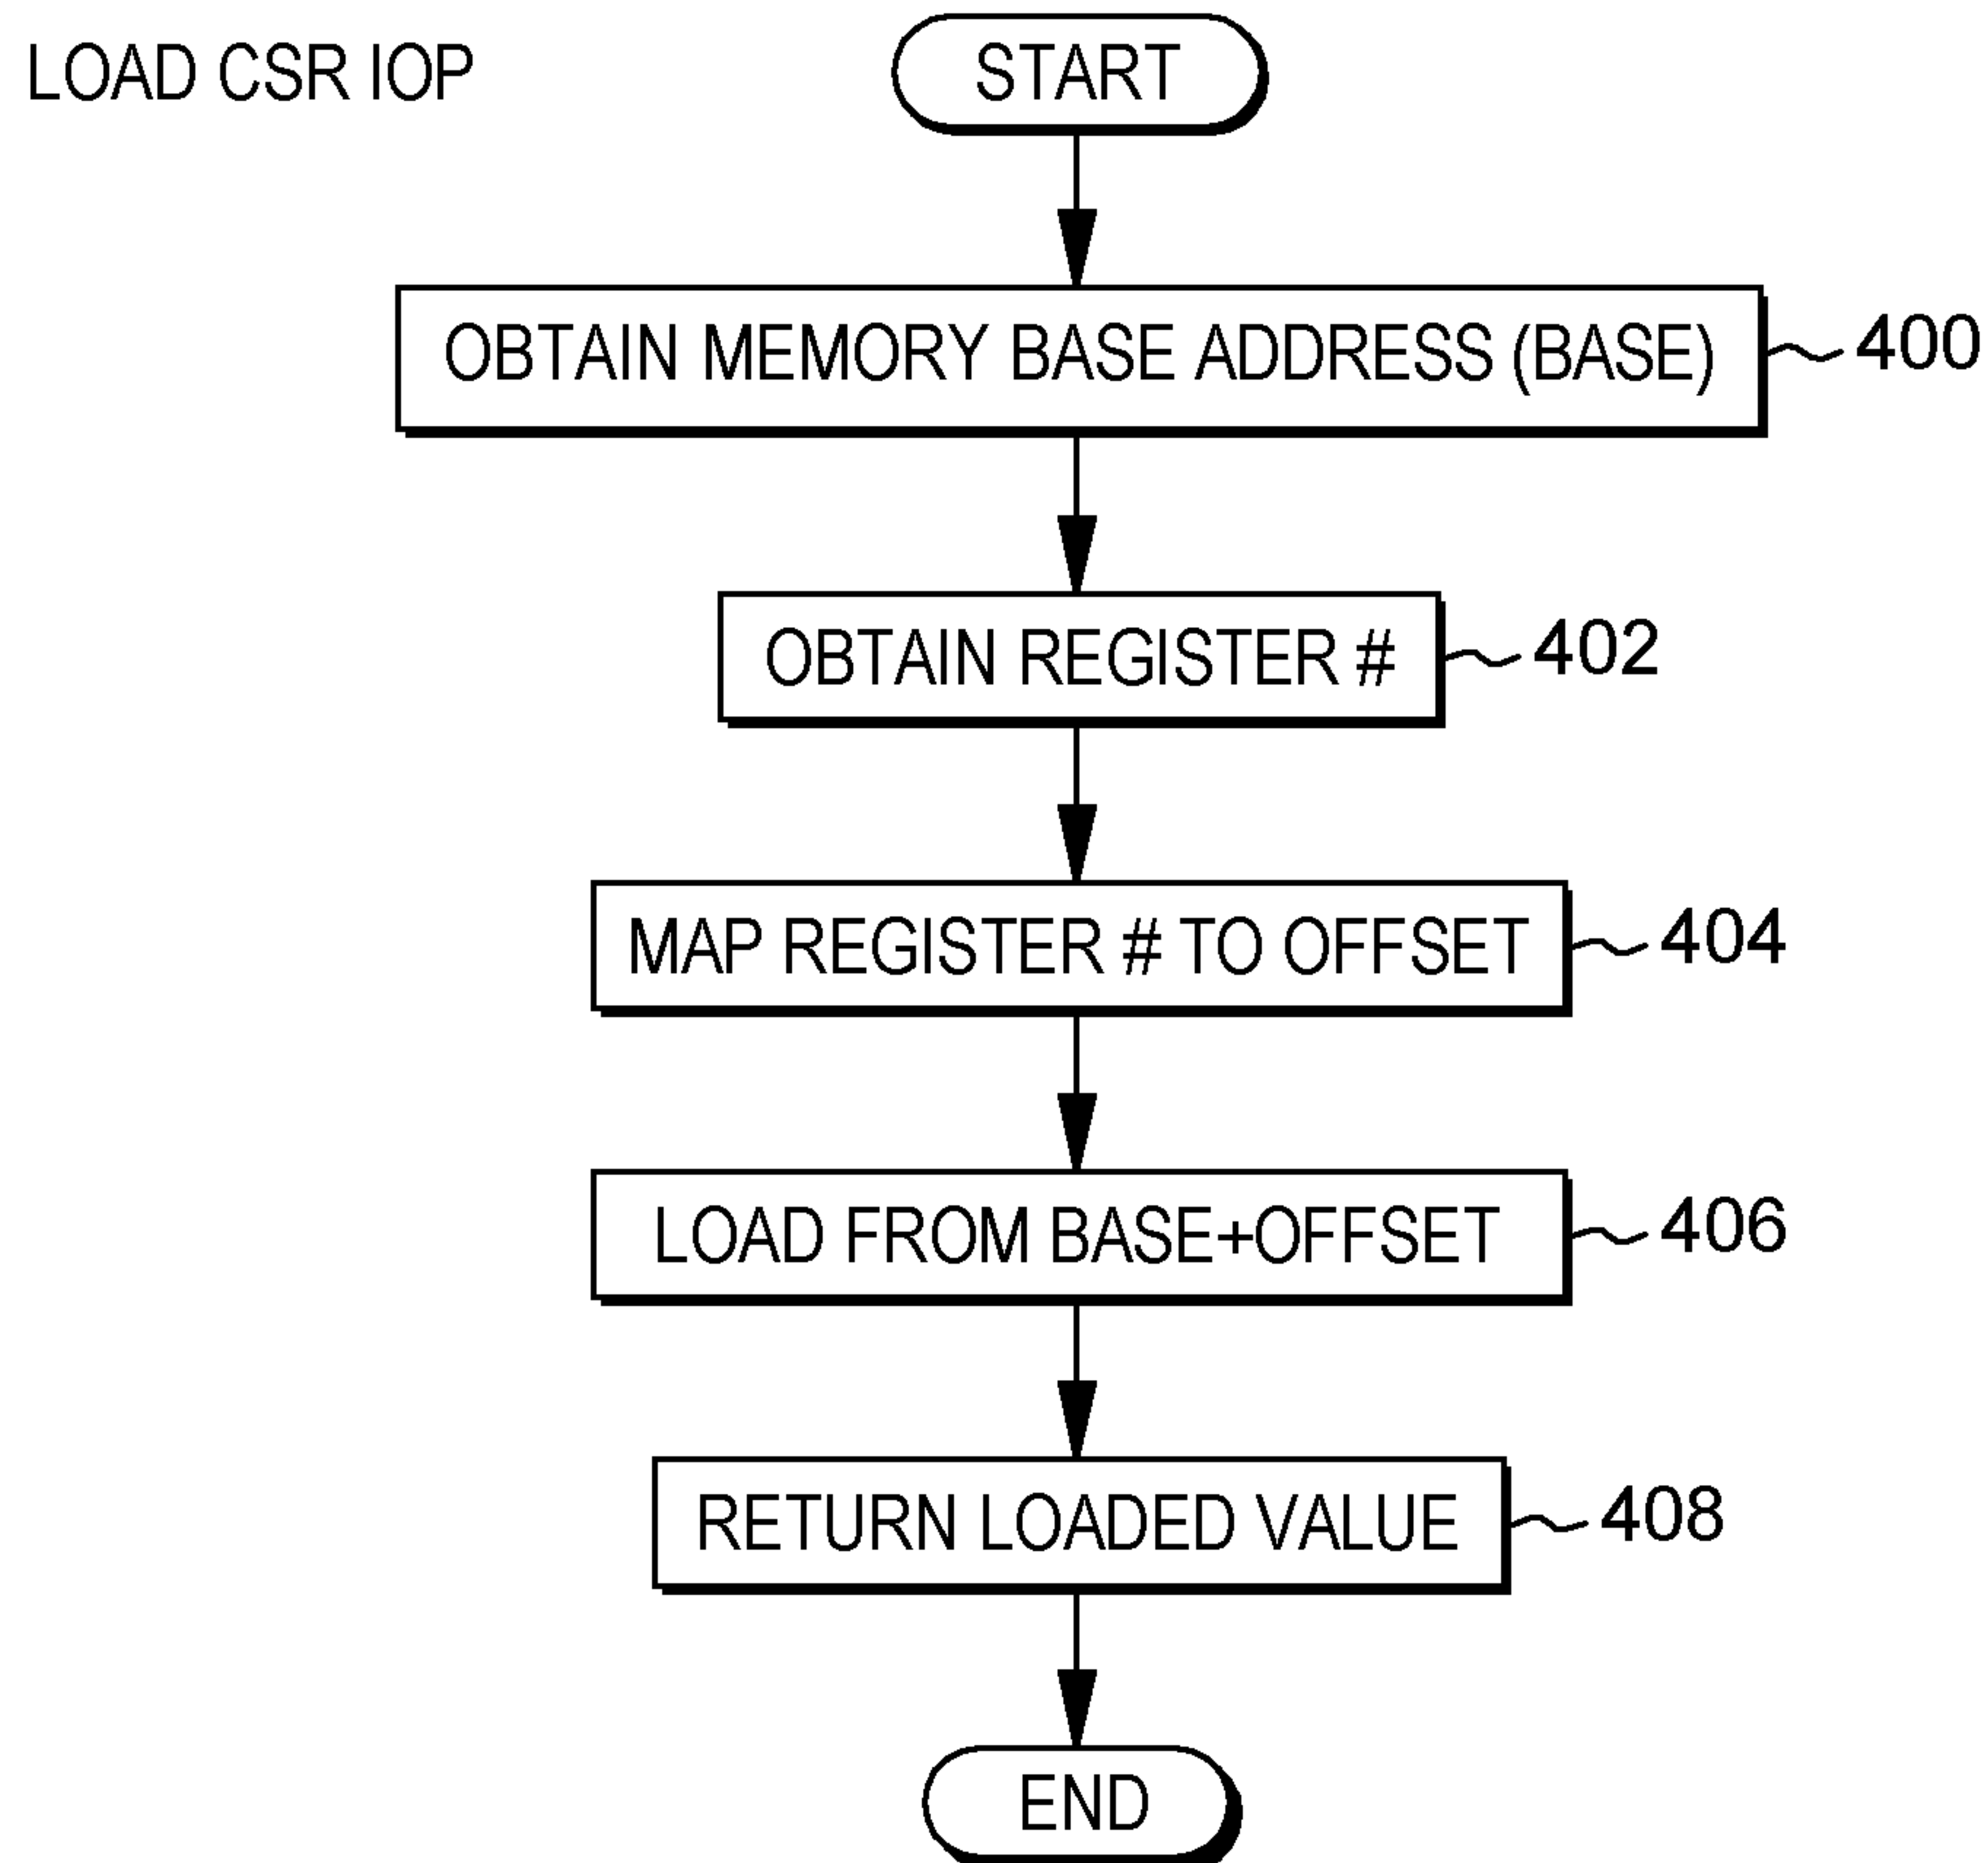 LOAD CSR IOP
START
OBTAIN MEMORY BASE ADDRESS (BASE)
400
OBTAIN REGISTER #
402
MAP REGISTER # TO OFFSET
404
LOAD FROM BASE+OFFSET
406
RETURN LOADED VALUE
408
END